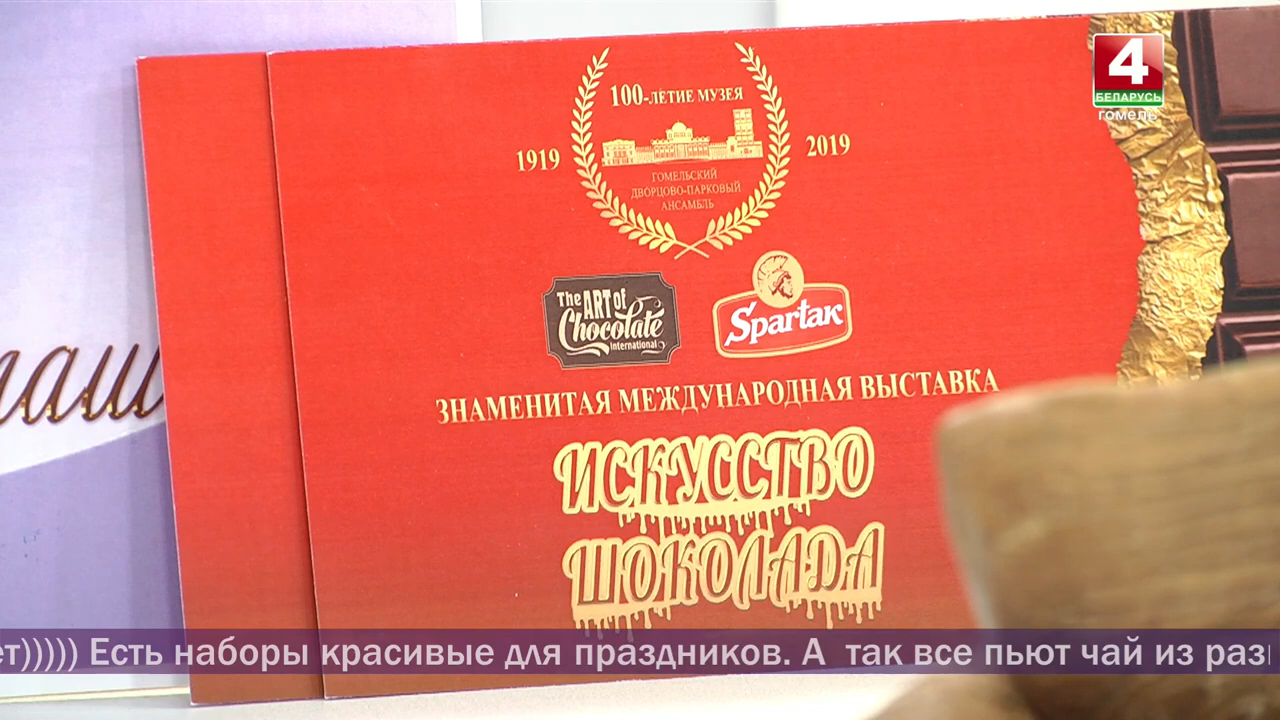 4
БЕЛАРУСЬ
гомель
100-ЛЕТИЕ МУЗЕЯ
1919
2019
ГОМЕЛЬСКИЙ
ДВОРЦОВО-ПАРКОВЫЙ
АНСАМБЛЬ
The ART of
Chocolate
international
Spartak
ЗНАМЕНИТАЯ МЕЖДУНАРОДНАЯ ВЫСТАВКА
ИСКУССТВО
ШОКОЛАДА
ет))))) Есть наборы красивые для праздников. А так все пьют чай из раз